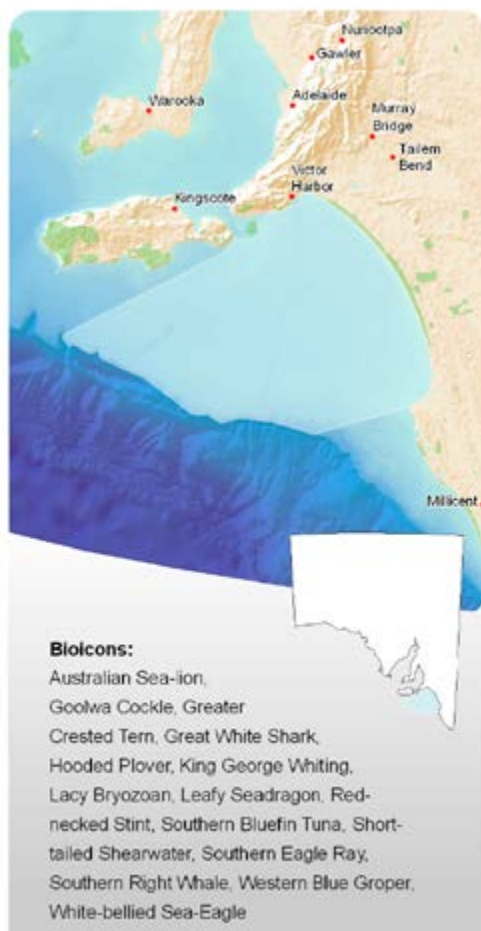 Nuriootpa
Gawler
Warooka
Adelaide
Murray
Bridge
Tailem
Bend
Victor
Harbor
Kingscote
Millicent
Bioicons:
Australian Sea-lion,
Goolwa Cockle, Greater
Crested Tern, Great White Shark,
Hooded Plover, King George Whiting,
Lacy Bryozoan, Leafy Seadragon, Red-
necked Stint, Southern Bluefin Tuna, Short-
tailed Shearwater, Southern Eagle Ray,
Southern Right Whale, Western Blue Groper,
White-bellied Sea-Eagle